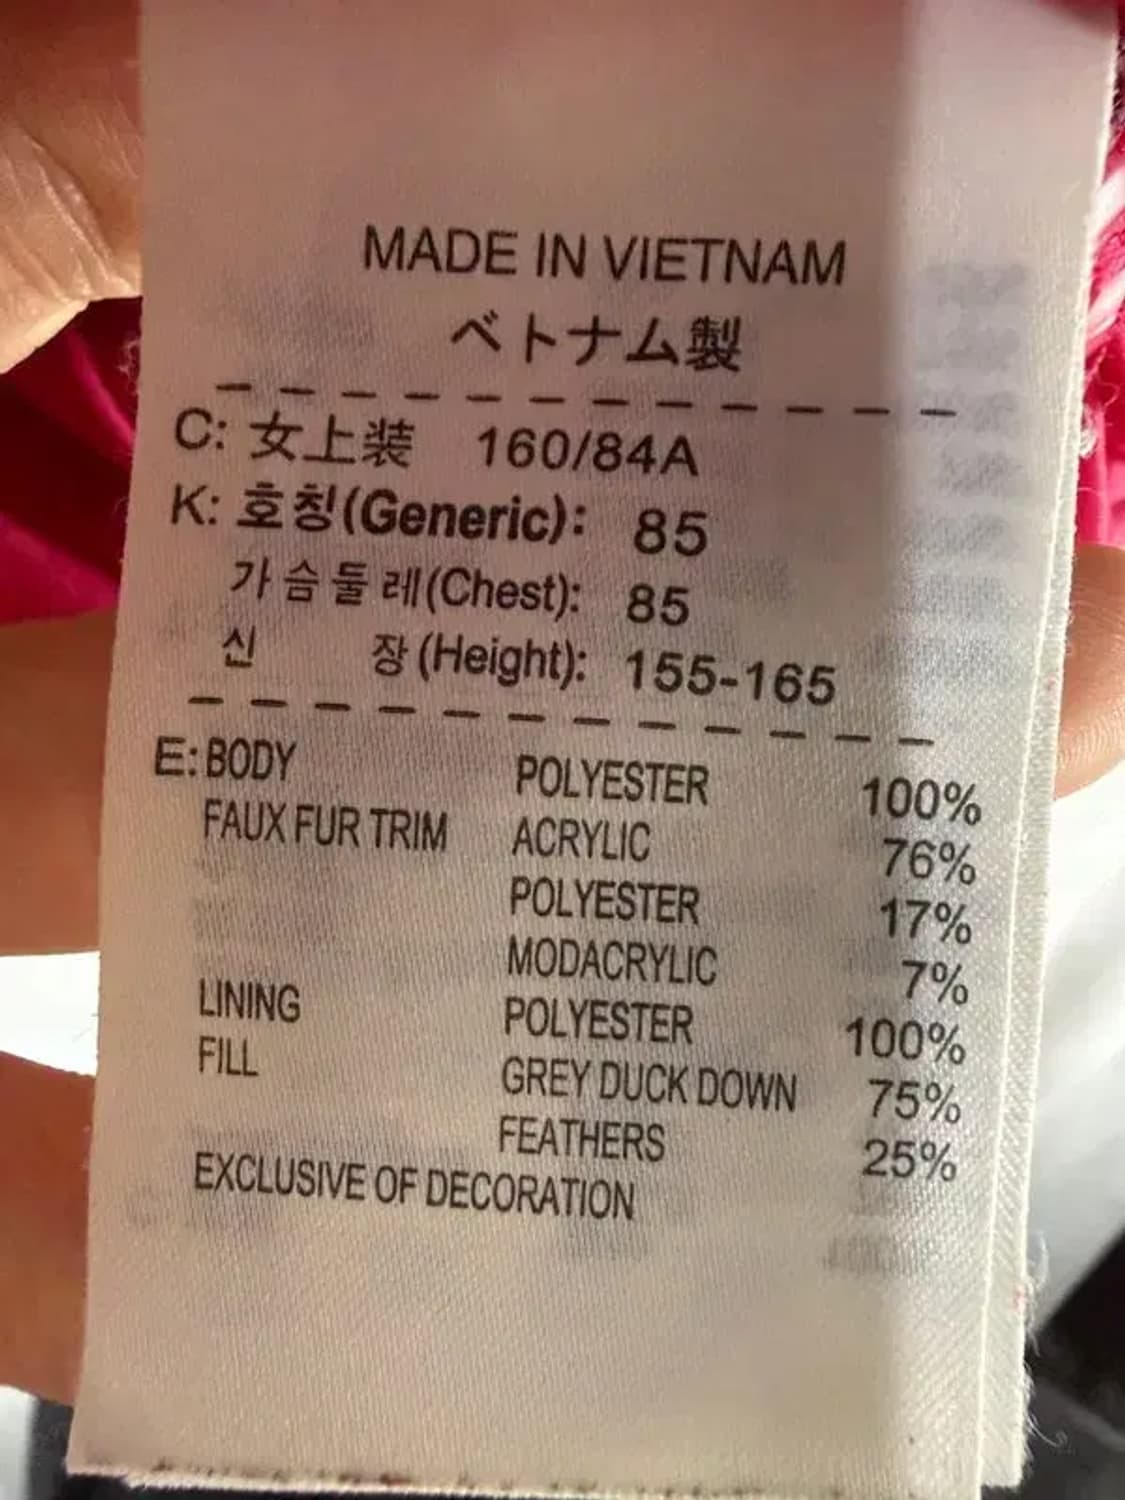 MADE IN VIETNAM
ベトナム製
C: 女上装 160/84A
K: 호칭(Generic): 85
가슴둘레(Chest): 85
신 장(Height): 155-165
E: BODY POLYESTER 100%
FAUX FUR TRIM ACRYLIC 76%
POLYESTER 17%
MODACRYLIC 7%
LINING POLYESTER 100%
FILL GREY DUCK DOWN 75%
FEATHERS 25%
EXCLUSIVE OF DECORATION